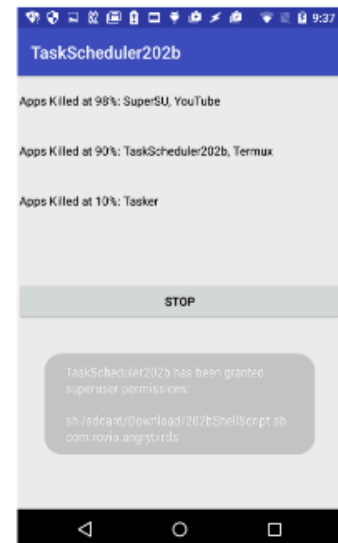 9:37
TaskScheduler202b
Apps Killed at 98%: SuperSU, YouTube
Apps Killed at 90%: TaskScheduler202b, Termux
Apps Killed at 10%: Tasker
STOP
TaskScheduler202b has been granted
superuser permissions:
sh /sdcard/Download/202bShellScript.sh
com.rovio.angrybirds